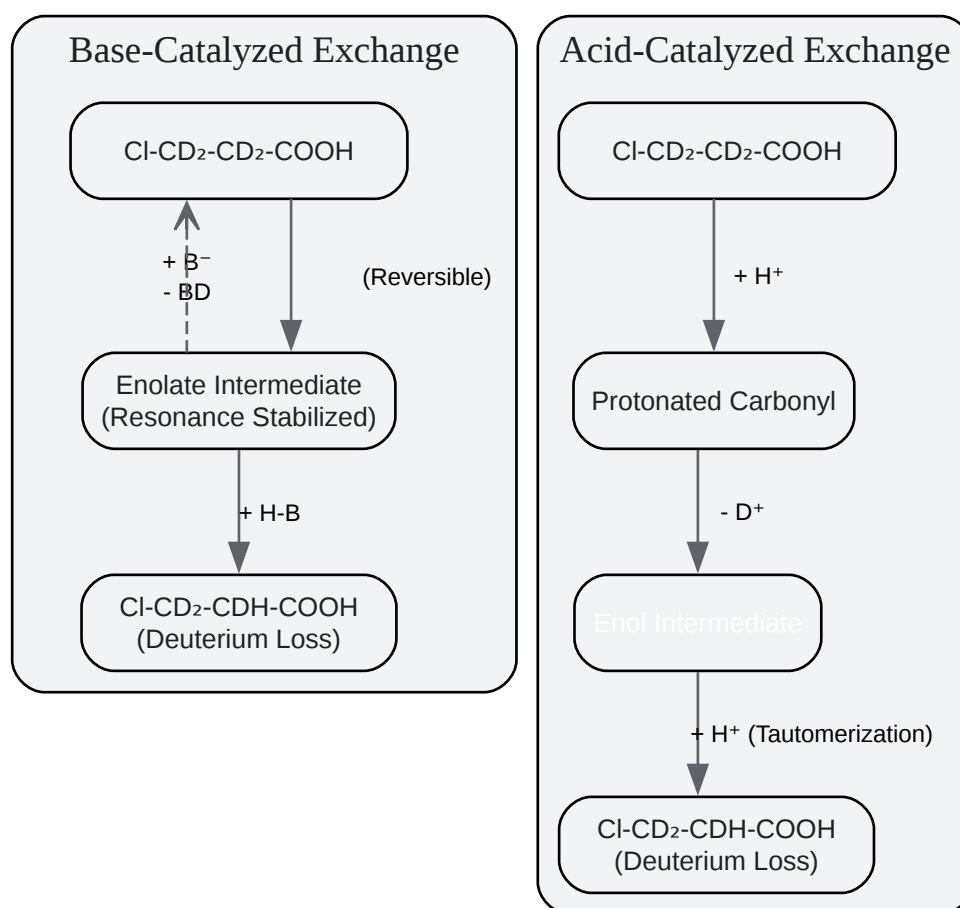 Base-Catalyzed Exchange
Cl-CD₂-CD₂-COOH
+ B⁻
- BD
(Reversible)
Enolate Intermediate
(Resonance Stabilized)
+ H-B
Cl-CD₂-CDH-COOH
(Deuterium Loss)
Acid-Catalyzed Exchange
Cl-CD₂-CD₂-COOH
+ H⁺
Protonated Carbonyl
- D⁺
Enol Intermediate
+ H⁺ (Tautomerization)
Cl-CD₂-CDH-COOH
(Deuterium Loss)